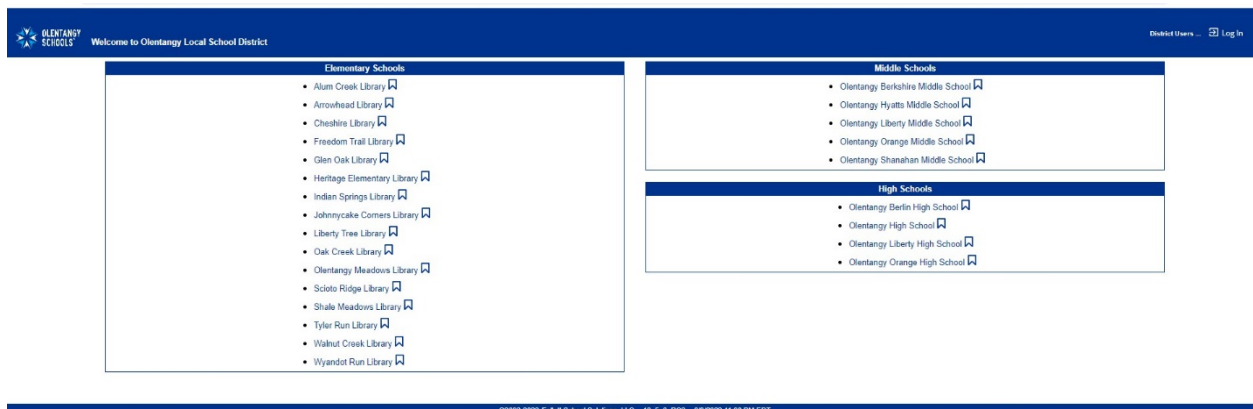 OLENTANGY
SCHOOLS
Welcome to Olentangy Local School District
District Users ... Log In
Elementary Schools
Alum Creek Library
Arrowhead Library
Cheshire Library
Freedom Trail Library
Glen Oak Library
Heritage Elementary Library
Indian Springs Library
Johnnycake Corners Library
Liberty Tree Library
Oak Creek Library
Olentangy Meadows Library
Scioto Ridge Library
Shale Meadows Library
Tyler Run Library
Walnut Creek Library
Wyandot Run Library
Middle Schools
Olentangy Berkshire Middle School
Olentangy Hyatts Middle School
Olentangy Liberty Middle School
Olentangy Orange Middle School
Olentangy Shanahan Middle School
High Schools
Olentangy Berlin High School
Olentangy High School
Olentangy Liberty High School
Olentangy Orange High School